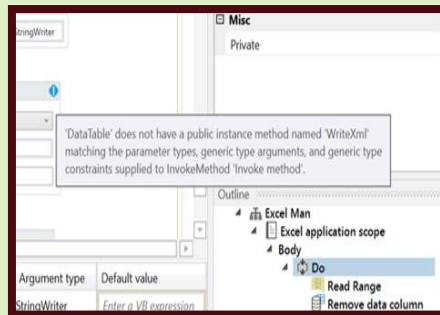 StringWriter
Misc
Private
'DataTable' does not have a public instance method named 'WriteXml'
matching the parameter types, generic type arguments, and generic type
constraints supplied to InvokeMethod 'Invoke method'.
Outline
Excel Man
Excel application scope
Body
Do
Read Range
Remove data column
Argument type
Default value
StringWriter
Enter a VB expression